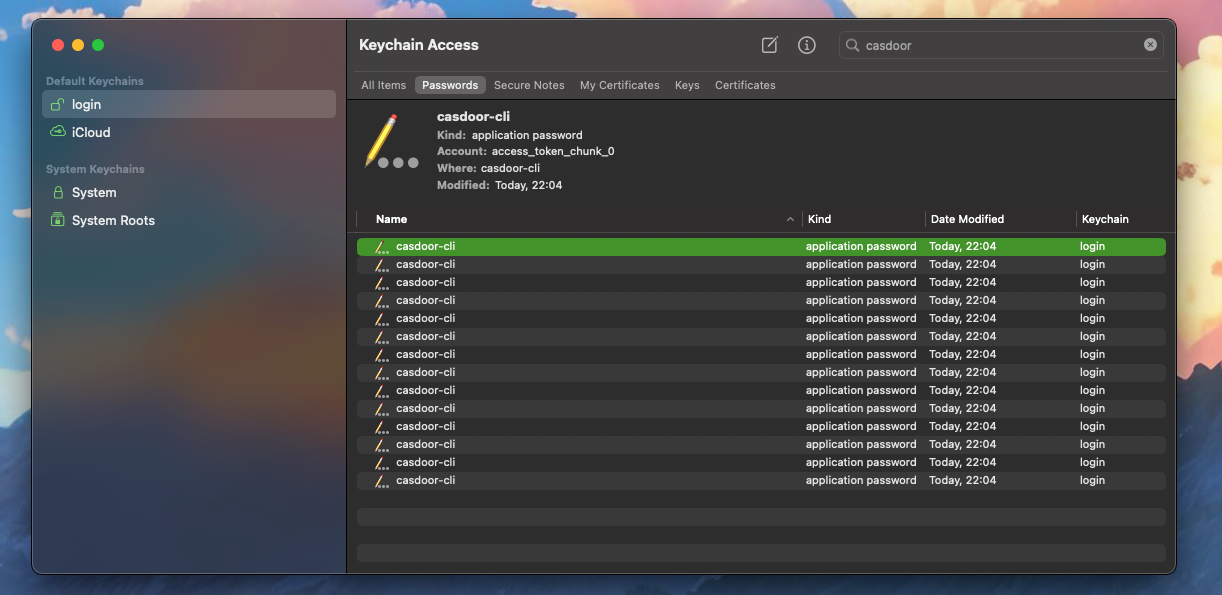 Keychain Access
casdoor
Default Keychains
login
iCloud
System Keychains
System
System Roots
All Items Passwords Secure Notes My Certificates Keys Certificates
casdoor-cli
Kind: application password
Account: access_token_chunk_0
Where: casdoor-cli
Modified: Today, 22:04
Name Kind Date Modified Keychain
casdoor-cli application password Today, 22:04 login
casdoor-cli application password Today, 22:04 login
casdoor-cli application password Today, 22:04 login
casdoor-cli application password Today, 22:04 login
casdoor-cli application password Today, 22:04 login
casdoor-cli application password Today, 22:04 login
casdoor-cli application password Today, 22:04 login
casdoor-cli application password Today, 22:04 login
casdoor-cli application password Today, 22:04 login
casdoor-cli application password Today, 22:04 login
casdoor-cli application password Today, 22:04 login
casdoor-cli application password Today, 22:04 login
casdoor-cli application password Today, 22:04 login
casdoor-cli application password Today, 22:04 login